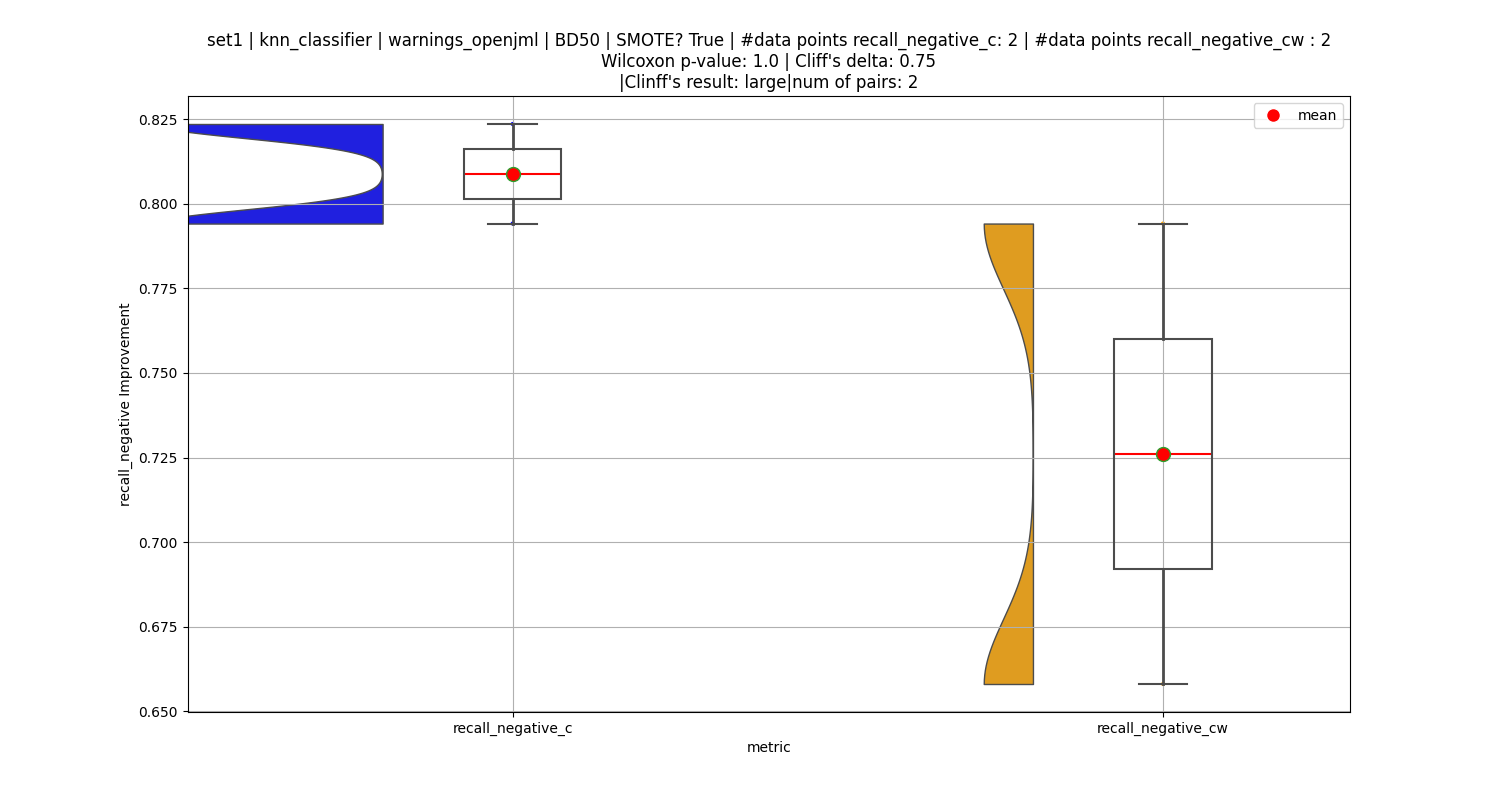 set1 | knn_classifier | warnings_openjml | BD50 | SMOTE? True | #data points recall_negative_c: 2 | #data points recall_negative_cw : 2
Wilcoxon p-value: 1.0 | Cliff's delta: 0.75
|Clinff's result: large|num of pairs: 2
mean
0.825
0.800
0.775
0.750
0.725
0.700
0.675
0.650
recall_negative Improvement
recall_negative_c
recall_negative_cw
metric